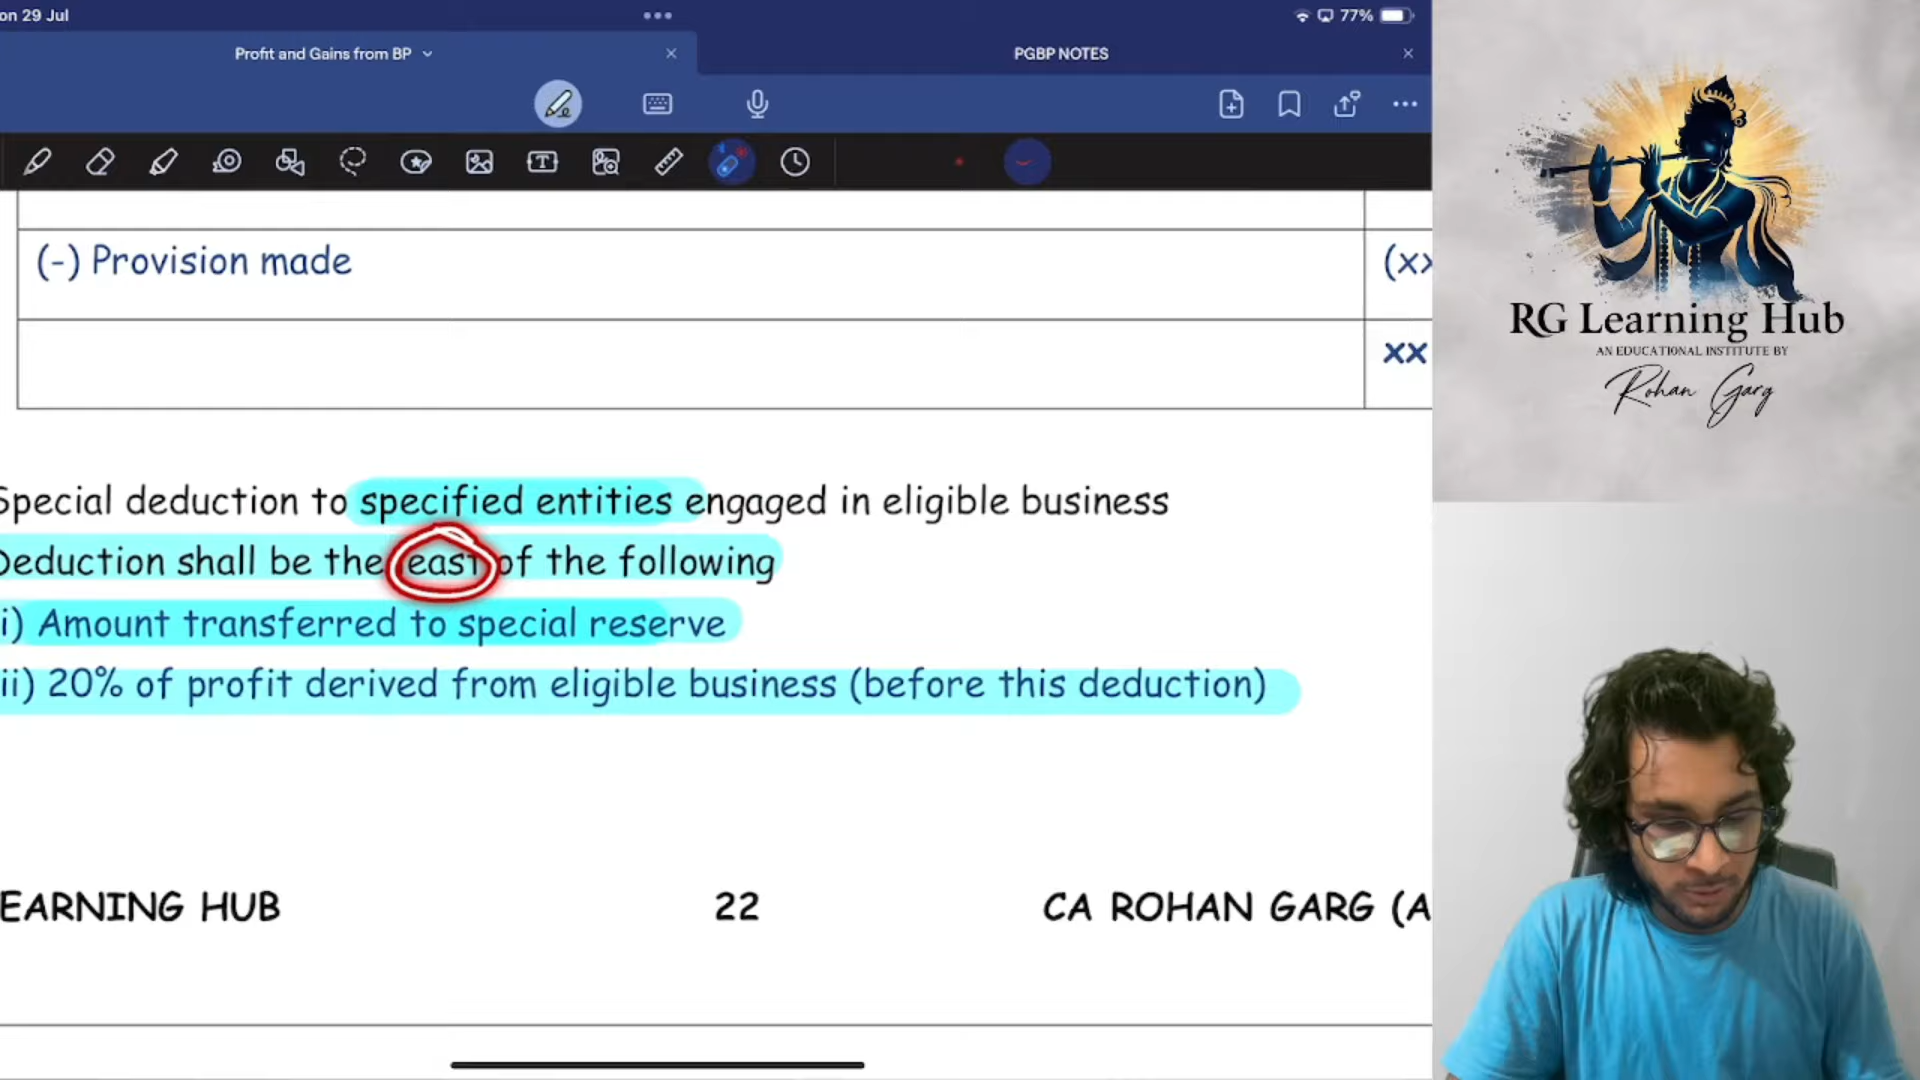 on 29 Jul
77%
Profit and Gains from BP
PGBP NOTES
(-) Provision made
(xx
xx
Special deduction to specified entities engaged in eligible business
Deduction shall be the least of the following
i) Amount transferred to special reserve
ii) 20% of profit derived from eligible business (before this deduction)
EARNING HUB
22
CA ROHAN GARG (A
RG Learning Hub
AN EDUCATIONAL INSTITUTE BY
Rohan Garg